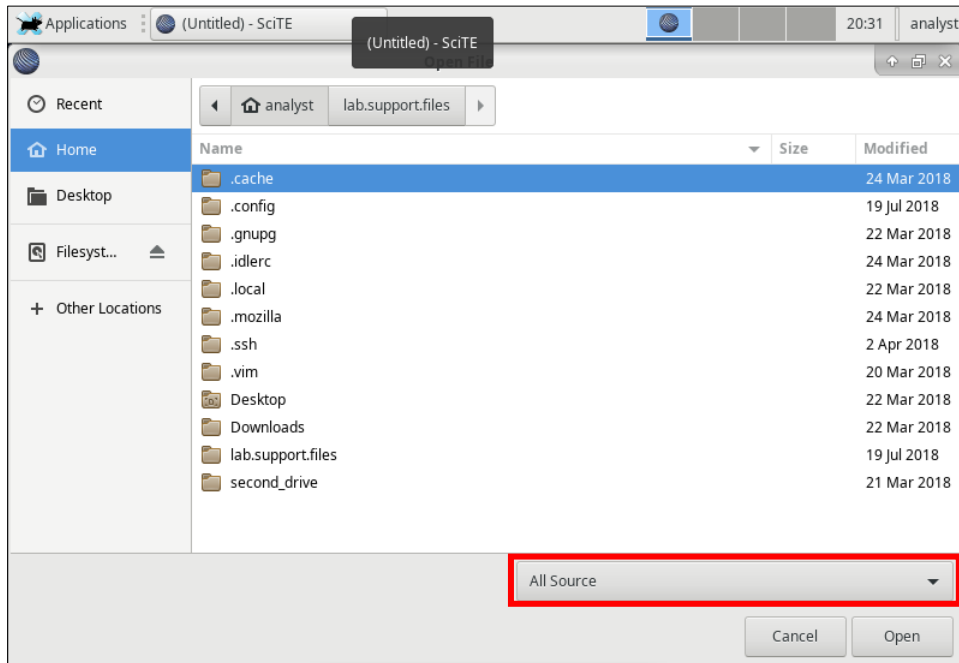 Applications (Untitled) - SciTE 20:31 analyst
(Untitled) - SciTE
Open File
Recent
analyst lab.support.files
Home
Name Size Modified
.cache 24 Mar 2018
Desktop
.config 19 Jul 2018
.gnupg 22 Mar 2018
Filesyst...
.idlerc 24 Mar 2018
.local 22 Mar 2018
Other Locations
.mozilla 24 Mar 2018
.ssh 2 Apr 2018
.vim 20 Mar 2018
Desktop 22 Mar 2018
Downloads 22 Mar 2018
lab.support.files 19 Jul 2018
second_drive 21 Mar 2018
All Source
Cancel Open